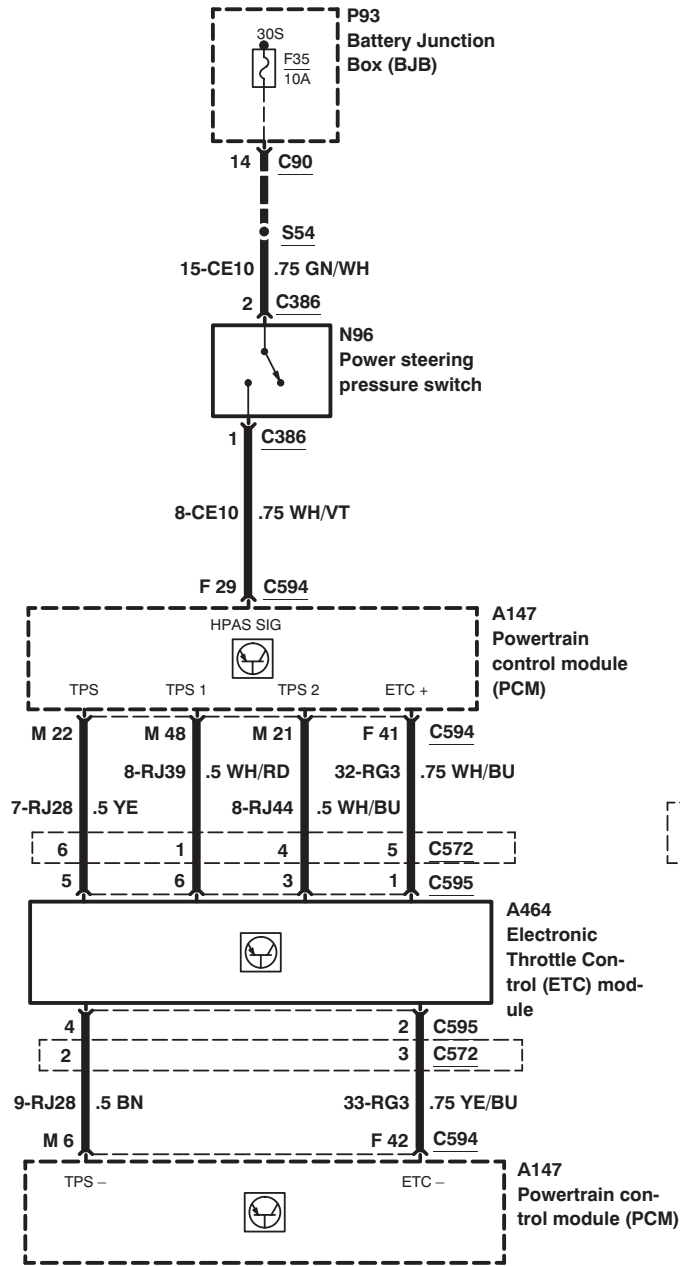 P93
Battery Junction
Box (BJB)
30S
F35
10A
14 C90
S54
15-CE10 .75 GN/WH
2 C386
N96
Power steering
pressure switch
1 C386
8-CE10 .75 WH/VT
F 29 C594
A147
Powertrain
control module
(PCM)
HPAS SIG
TPS TPS 1 TPS 2 ETC +
M 22 M 48 M 21 F 41 C594
8-RJ39 .5 WH/RD 32-RG3 .75 WH/BU
7-RJ28 .5 YE 8-RJ44 .5 WH/BU
6 1 4 5 C572
5 6 3 1 C595
A464
Electronic
Throttle Con-
trol (ETC) mod-
ule
4 2 C595
2 3 C572
9-RJ28 .5 BN 33-RG3 .75 YE/BU
M 6 F 42 C594
A147
Powertrain con-
trol module (PCM)
TPS – ETC –